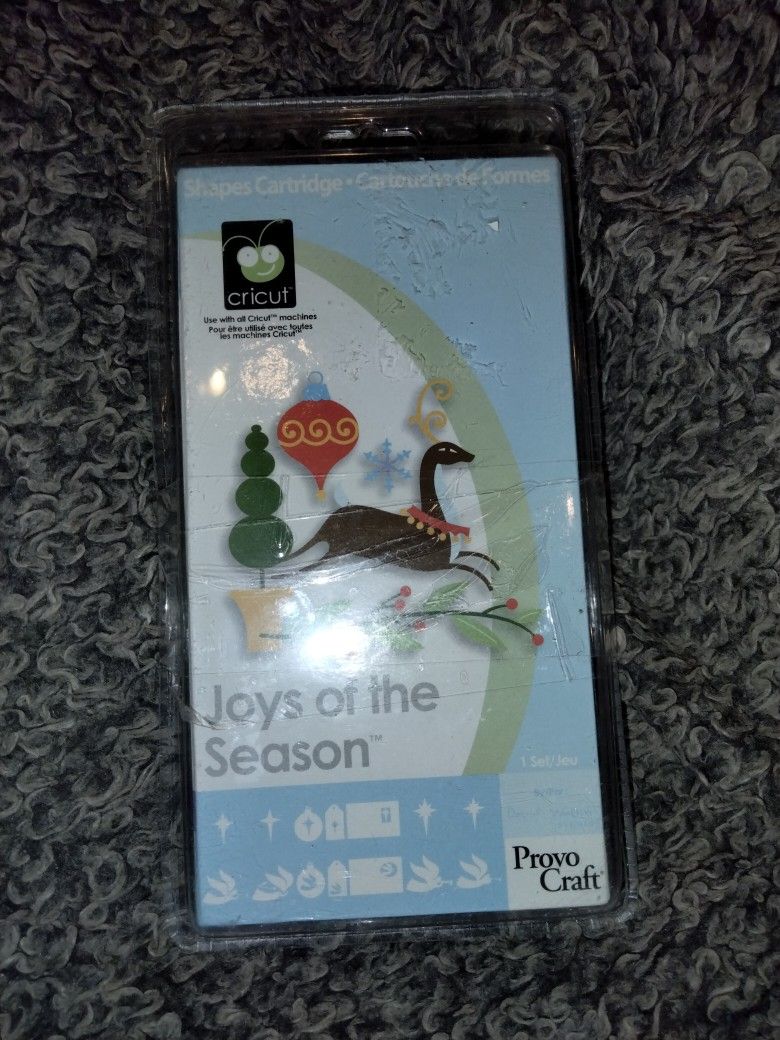 Shapes Cartridge • Cartouche de Formes
cricut™
Use with all Cricut™ machines
Pour être utilisé avec toutes
les machines Cricut™
Joys of the
Season™
1 Set/Jeu
Provo
Craft®